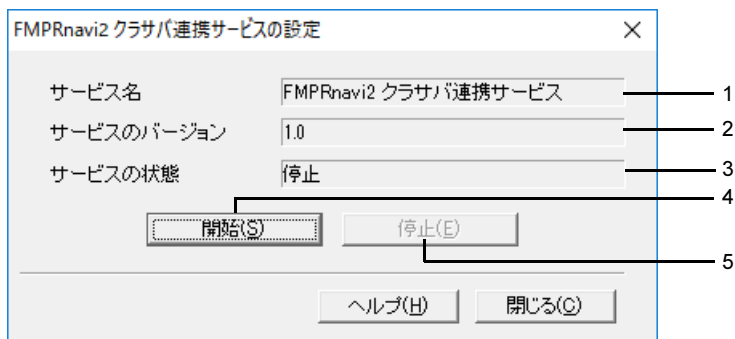 FMPRnavi2 クラサバ連携サービスの設定
サービス名 FMPRnavi2 クラサバ連携サービス 1
サービスのバージョン 1.0 2
サービスの状態 停止 3
4
開始(S) 停止(E)
5
ヘルプ(H) 閉じる(C)